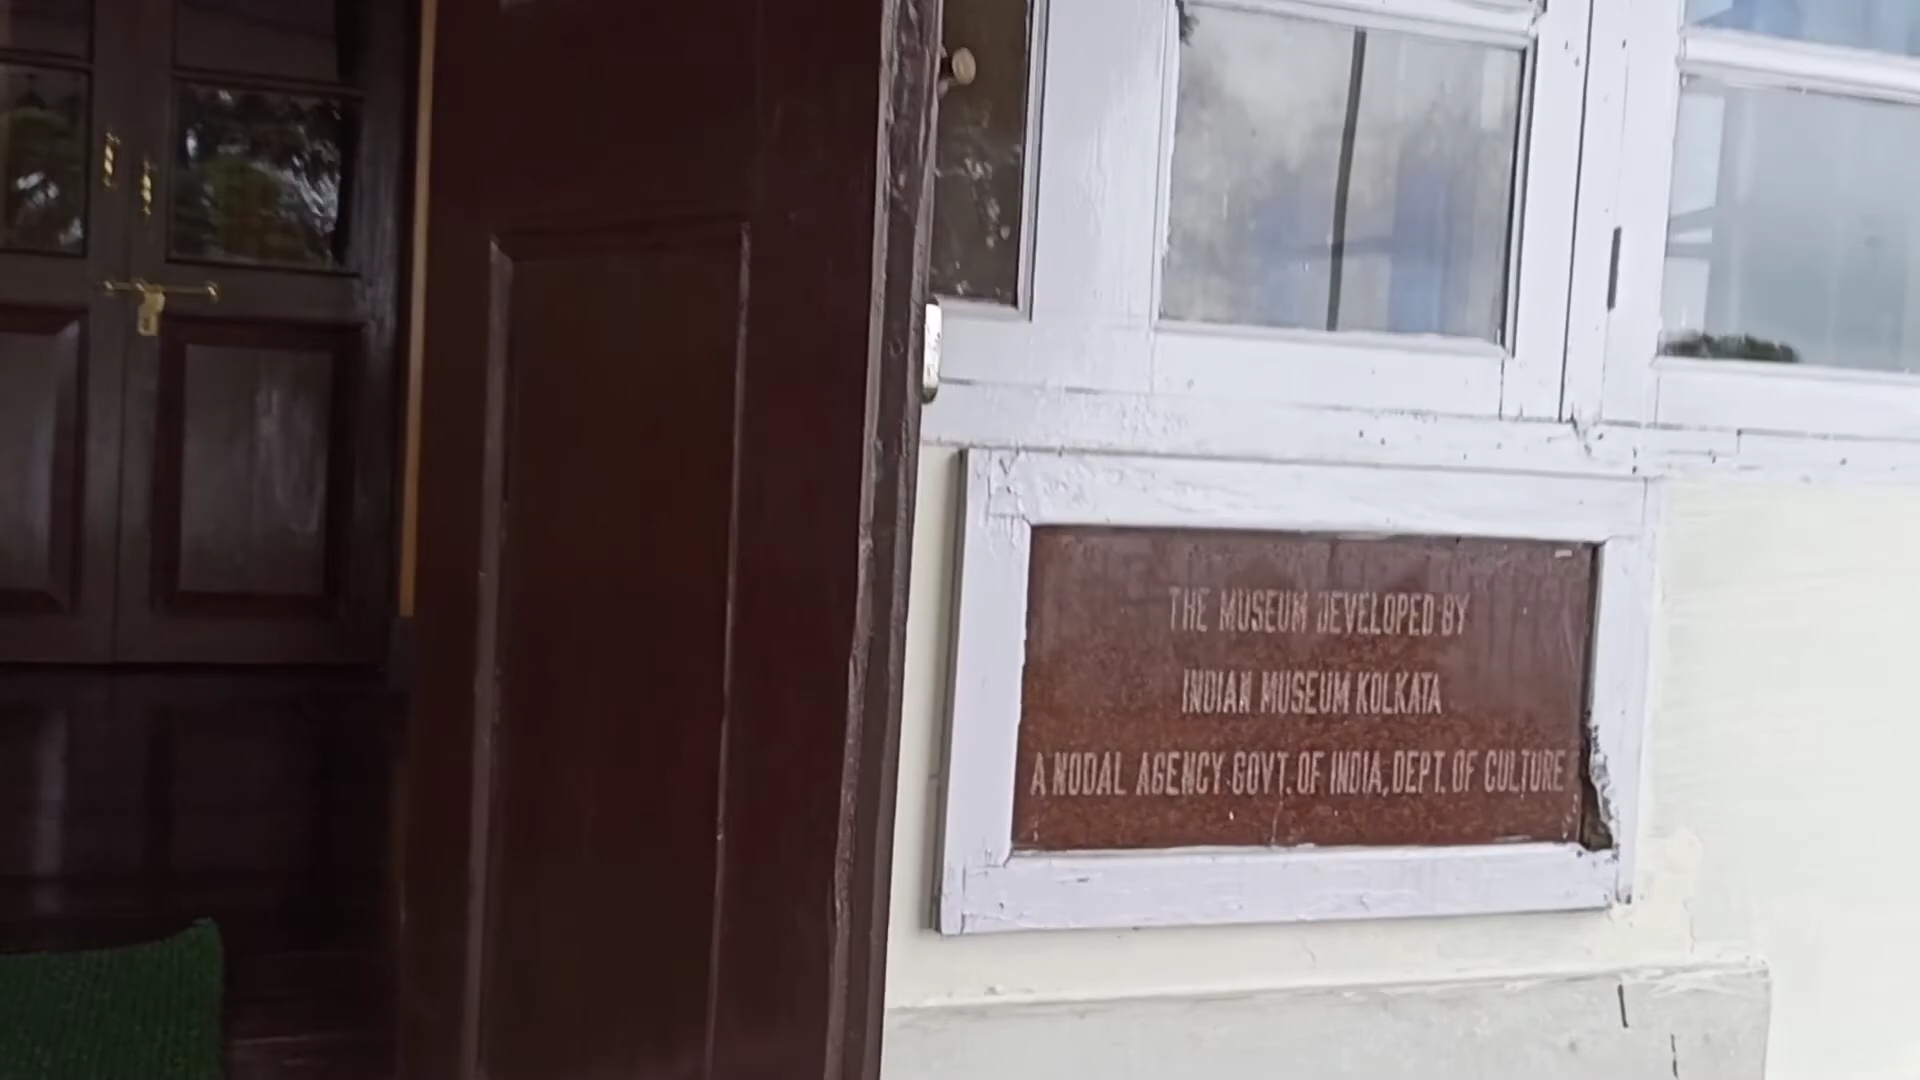 THE MUSEUM DEVELOPED BY
INDIAN MUSEUM KOLKATA
A NODAL AGENCY GOVT. OF INDIA, DEPT. OF CULTURE